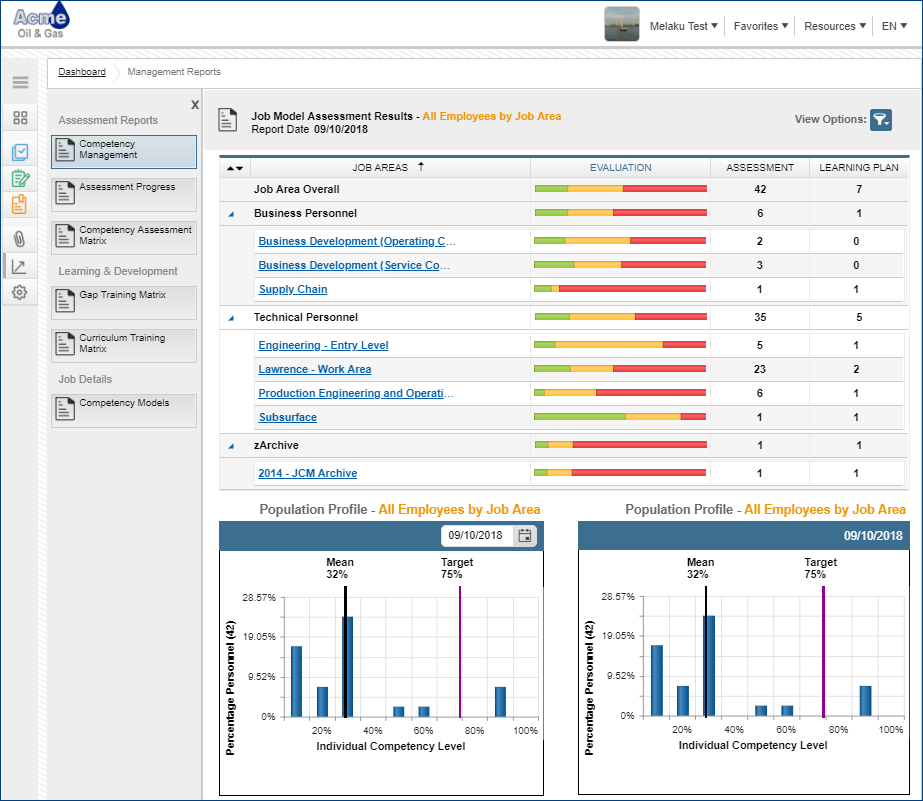 Acme
Oil & Gas
Melaku Test
Favorites
Resources
EN
Dashboard
Management Reports
X
Assessment Reports
Competency
Management
Assessment Progress
Competency Assessment
Matrix
Learning & Development
Gap Training Matrix
Curriculum Training
Matrix
Job Details
Competency Models
Job Model Assessment Results - All Employees by Job Area
Report Date 09/10/2018
View Options:
JOB AREAS EVALUATION ASSESSMENT LEARNING PLAN
Job Area Overall 42 7
Business Personnel 6 1
Business Development (Operating C... 2 0
Business Development (Service Co... 3 0
Supply Chain 1 1
Technical Personnel 35 5
Engineering - Entry Level 5 1
Lawrence - Work Area 23 2
Production Engineering and Operati... 6 1
Subsurface 1 1
zArchive 1 1
2014 - JCM Archive 1 1
Population Profile - All Employees by Job Area
09/10/2018
Mean
32%
Target
75%
28.57%
19.05%
9.52%
0%
Percentage Personnel (42)
20% 40% 60% 80% 100%
Individual Competency Level
Population Profile - All Employees by Job Area
09/10/2018
Mean
32%
Target
75%
28.57%
19.05%
9.52%
0%
Percentage Personnel (42)
20% 40% 60% 80% 100%
Individual Competency Level